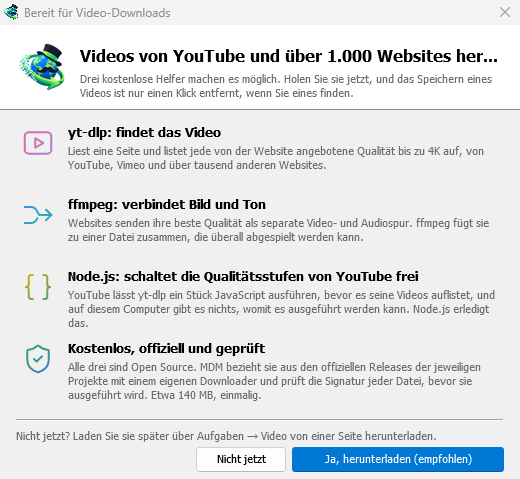 Bereit für Video-Downloads
Videos von YouTube und über 1.000 Websites her...
Drei kostenlose Helfer machen es möglich. Holen Sie sie jetzt, und das Speichern eines
Videos ist nur einen Klick entfernt, wenn Sie eines finden.
yt-dlp: findet das Video
Liest eine Seite und listet jede von der Website angebotene Qualität bis zu 4K auf, von
YouTube, Vimeo und über tausend anderen Websites.
ffmpeg: verbindet Bild und Ton
Websites senden ihre beste Qualität als separate Video- und Audiospur. ffmpeg fügt sie
zu einer Datei zusammen, die überall abgespielt werden kann.
Node.js: schaltet die Qualitätsstufen von YouTube frei
YouTube lässt yt-dlp ein Stück JavaScript ausführen, bevor es seine Videos auflistet, und
auf diesem Computer gibt es nichts, womit es ausgeführt werden kann. Node.js erledigt
das.
Kostenlos, offiziell und geprüft
Alle drei sind Open Source. MDM bezieht sie aus den offiziellen Releases der jeweiligen
Projekte mit einem eigenen Downloader und prüft die Signatur jeder Datei, bevor sie
ausgeführt wird. Etwa 140 MB, einmalig.
Nicht jetzt? Laden Sie sie später über Aufgaben → Video von einer Seite herunterladen.
Nicht jetzt
Ja, herunterladen (empfohlen)